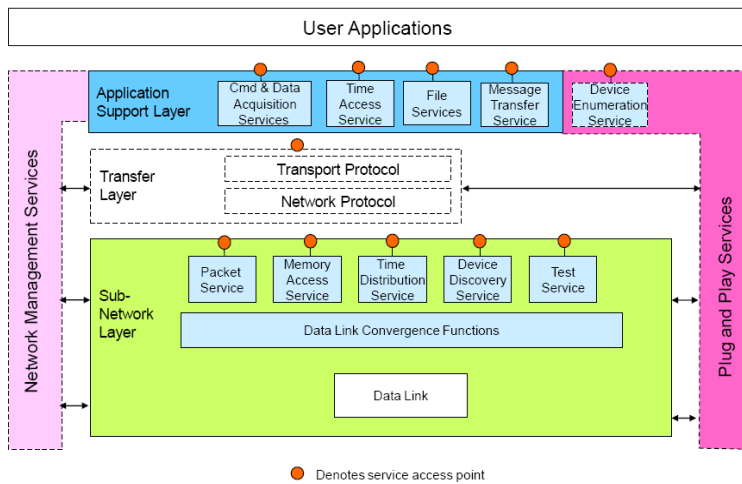 User Applications
Application
Support Layer
Cmd & Data
Acquisition
Services
Time
Access
Service
File
Services
Message
Transfer
Service
Device
Enumeration
Service
Network Management Services
Transfer
Layer
Transport Protocol
Network Protocol
Plug and Play Services
Sub-
Network
Layer
Packet
Service
Memory
Access
Service
Time
Distribution
Service
Device
Discovery
Service
Test
Service
Data Link Convergence Functions
Data Link
Denotes service access point